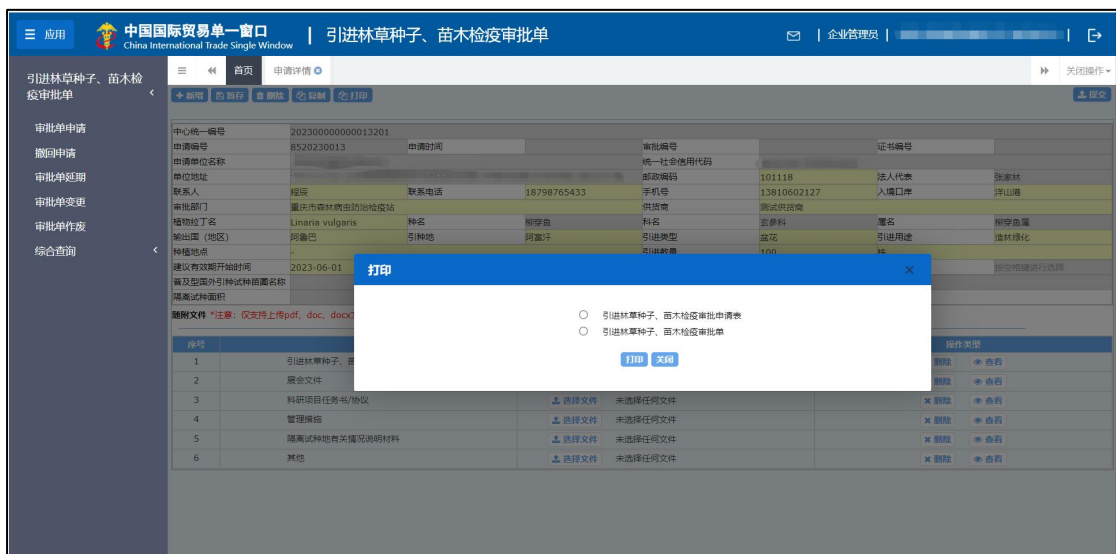 应用 中国国际贸易单一窗口 引进林草种子、苗木检疫审批单 企业管理员
China International Trade Single Window
引进林草种子、苗木检疫审批单
审批单申请
撤回申请
审批单延期
审批单变更
审批单作废
综合查询
首页 申请详情 关闭操作
新增 暂存 删除 复制 打印 提交
中心统一编号 202300000000013201
申请编号 8520230013 申请时间 审批编号 证书编号
申请单位名称 统一社会信用代码
单位地址 邮政编码 101118 法人代表 张家林
联系人 程辰 联系电话 18798765433 手机号 13810602127 入境口岸 洋山港
审批部门 重庆市森林病虫防治检疫站 供货商 测试供货商
植物拉丁名 Linaria vulgaris 种名 柳穿鱼 科名 玄参科 属名 柳穿鱼属
输出国（地区） 阿鲁巴 引种地 阿富汗 引进类型 盆花 引进用途 造林绿化
种植地点 - 引进数量 100 株
建议有效期开始时间 2023-06-01 按空格键进行选择
普及型国外引种试种苗圃名称
隔离试种面积
随附文件 *注意：仅支持上传pdf、doc、docx
打印
引进林草种子、苗木检疫审批申请表
引进林草种子、苗木检疫审批单
打印 关闭
序号 操作类型
1 引进林草种子、苗 删除 查看
2 展会文件 删除 查看
3 科研项目任务书/协议 选择文件 未选择任何文件 删除 查看
4 管理措施 选择文件 未选择任何文件 删除 查看
5 隔离试种地有关情况说明材料 选择文件 未选择任何文件 删除 查看
6 其他 选择文件 未选择任何文件 删除 查看